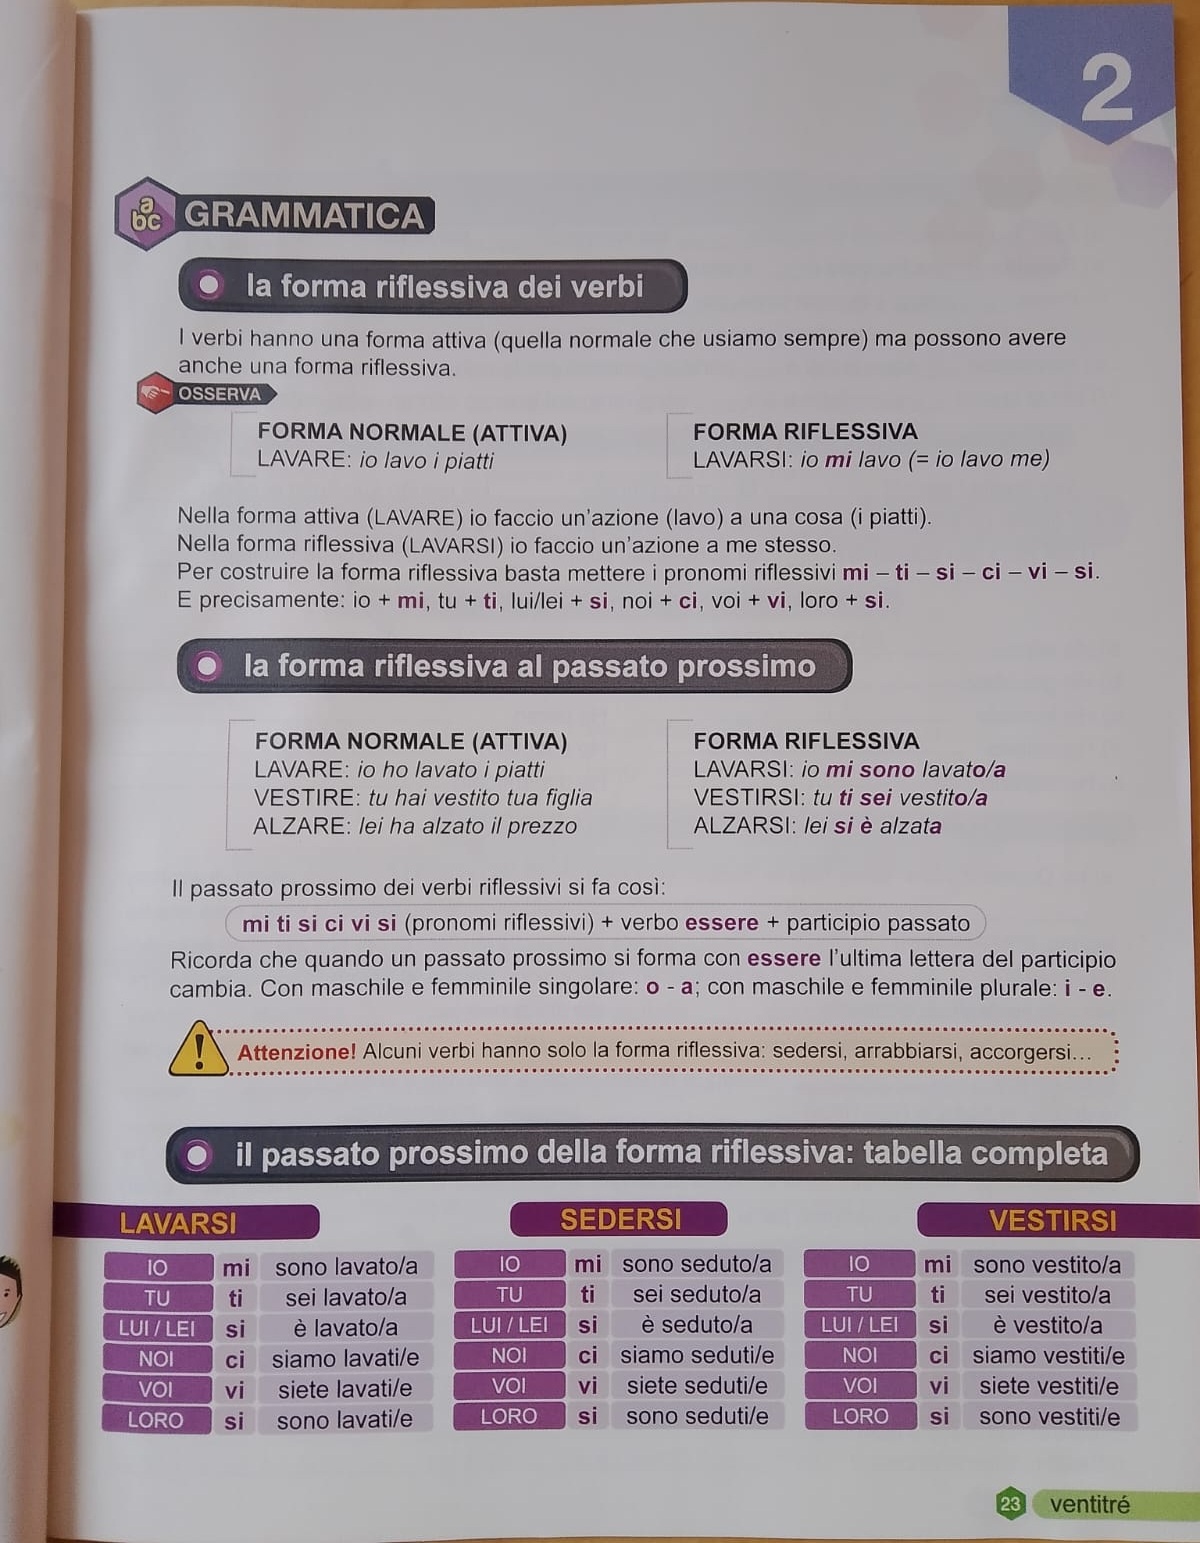 2
a
bc
GRAMMATICA
la forma riflessiva dei verbi
I verbi hanno una forma attiva (quella normale che usiamo sempre) ma possono avere
anche una forma riflessiva.
OSSERVA
FORMA NORMALE (ATTIVA)
LAVARE: io lavo i piatti
FORMA RIFLESSIVA
LAVARSI: io mi lavo (= io lavo me)
Nella forma attiva (LAVARE) io faccio un'azione (lavo) a una cosa (i piatti).
Nella forma riflessiva (LAVARSI) io faccio un'azione a me stesso.
Per costruire la forma riflessiva basta mettere i pronomi riflessivi mi – ti – si – ci – vi – si.
E precisamente: io + mi, tu + ti, lui/lei + si, noi + ci, voi + vi, loro + si.
la forma riflessiva al passato prossimo
FORMA NORMALE (ATTIVA)
LAVARE: io ho lavato i piatti
VESTIRE: tu hai vestito tua figlia
ALZARE: lei ha alzato il prezzo
FORMA RIFLESSIVA
LAVARSI: io mi sono lavato/a
VESTIRSI: tu ti sei vestito/a
ALZARSI: lei si è alzata
Il passato prossimo dei verbi riflessivi si fa così:
mi ti si ci vi si (pronomi riflessivi) + verbo essere + participio passato
Ricorda che quando un passato prossimo si forma con essere l'ultima lettera del participio
cambia. Con maschile e femminile singolare: o - a; con maschile e femminile plurale: i - e.
Attenzione! Alcuni verbi hanno solo la forma riflessiva: sedersi, arrabbiarsi, accorgersi...
il passato prossimo della forma riflessiva: tabella completa
LAVARSI
IO mi sono lavato/a
TU ti sei lavato/a
LUI / LEI si è lavato/a
NOI ci siamo lavati/e
VOI vi siete lavati/e
LORO si sono lavati/e
SEDERSI
IO mi sono seduto/a
TU ti sei seduto/a
LUI / LEI si è seduto/a
NOI ci siamo seduti/e
VOI vi siete seduti/e
LORO si sono seduti/e
VESTIRSI
IO mi sono vestito/a
TU ti sei vestito/a
LUI / LEI si è vestito/a
NOI ci siamo vestiti/e
VOI vi siete vestiti/e
LORO si sono vestiti/e
23 ventitré